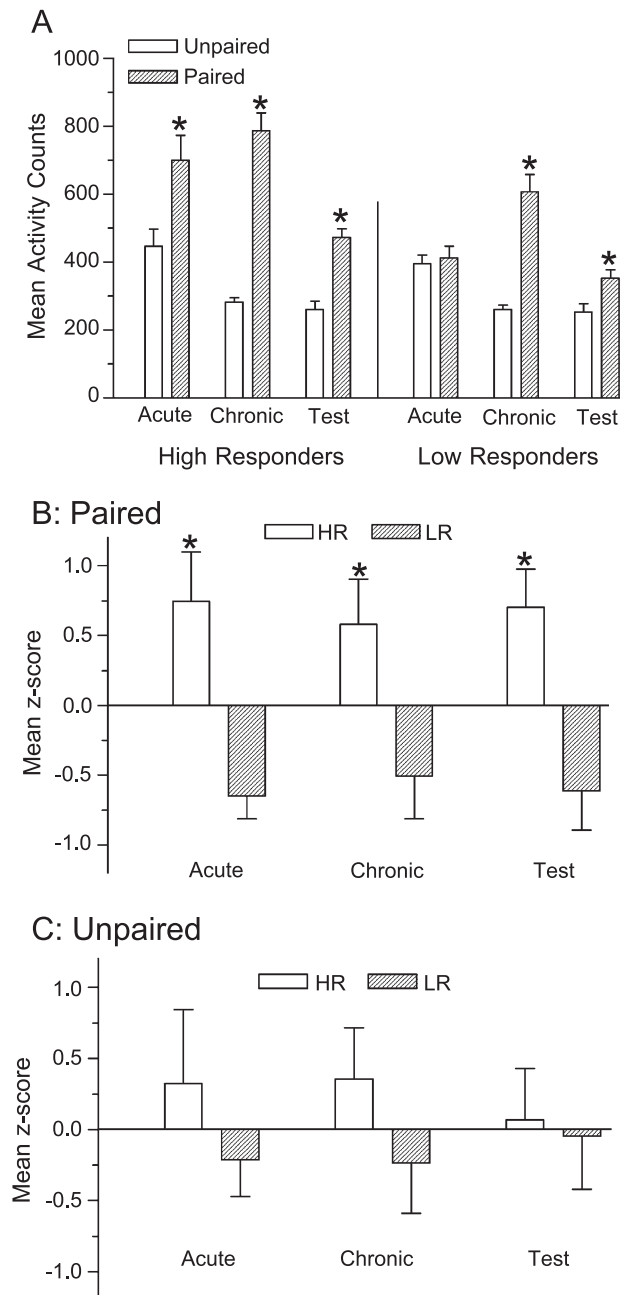 A
Unpaired
Paired
Mean Activity Counts
1000
800
600
400
200
0
* * * * *
Acute Chronic Test Acute Chronic Test
High Responders Low Responders
B: Paired
HR LR
Mean z-score
1.0
0.5
0.0
-0.5
-1.0
* * *
Acute Chronic Test
C: Unpaired
HR LR
Mean z-score
1.0
0.5
0.0
-0.5
-1.0
Acute Chronic Test